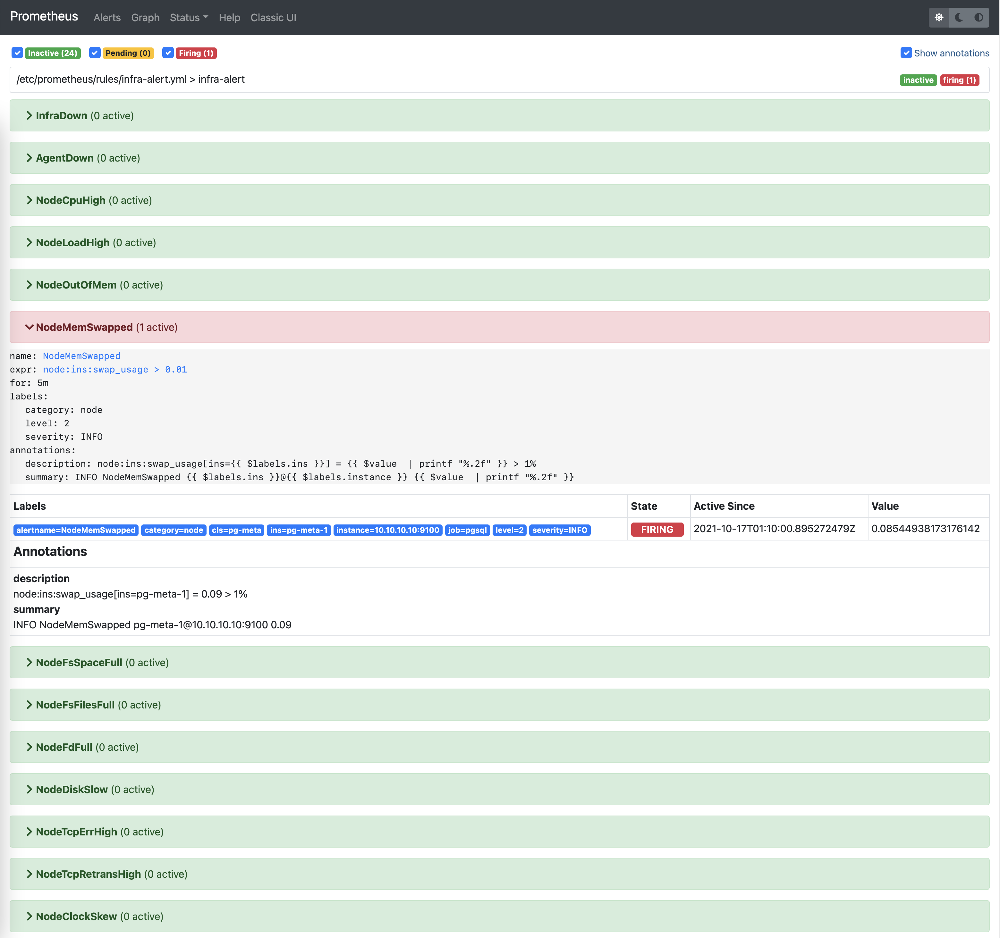 Prometheus Alerts Graph Status Help Classic UI
Inactive (24) Pending (0) Firing (1) Show annotations
/etc/prometheus/rules/infra-alert.yml > infra-alert inactive firing (1)
InfraDown (0 active)
AgentDown (0 active)
NodeCpuHigh (0 active)
NodeLoadHigh (0 active)
NodeOutOfMem (0 active)
NodeMemSwapped (1 active)
name: NodeMemSwapped
expr: node:ins:swap_usage > 0.01
for: 5m
labels:
category: node
level: 2
severity: INFO
annotations:
description: node:ins:swap_usage[ins={{ $labels.ins }}] = {{ $value  | printf "%.2f" }} > 1%
summary: INFO NodeMemSwapped {{ $labels.ins }}@{{ $labels.instance }} {{ $value  | printf "%.2f" }}
Labels State Active Since Value
alertname=NodeMemSwapped category=node cls=pg-meta ins=pg-meta-1 instance=10.10.10.10:9100 job=pgsql level=2 severity=INFO FIRING 2021-10-17T01:10:00.895272479Z 0.08544938173176142
Annotations
description
node:ins:swap_usage[ins=pg-meta-1] = 0.09 > 1%
summary
INFO NodeMemSwapped pg-meta-1@10.10.10.10:9100 0.09
NodeFsSpaceFull (0 active)
NodeFsFilesFull (0 active)
NodeFdFull (0 active)
NodeDiskSlow (0 active)
NodeTcpErrHigh (0 active)
NodeTcpRetransHigh (0 active)
NodeClockSkew (0 active)